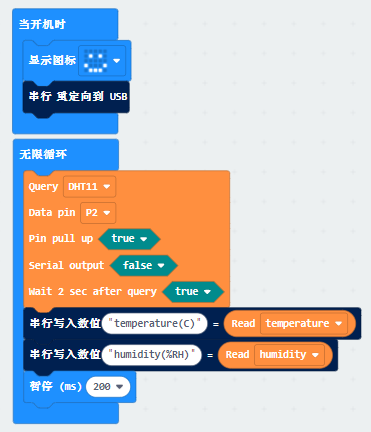 当开机时
显示图标
串行 重定向到 USB
无限循环
Query DHT11
Data pin P2
Pin pull up true
Serial output false
Wait 2 sec after query true
串行写入数值 "temperature(C)" = Read temperature
串行写入数值 "humidity(%RH)" = Read humidity
暂停 (ms) 200